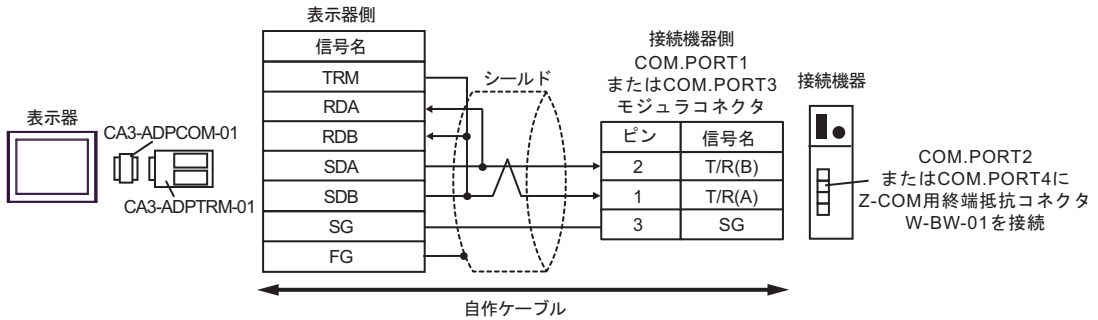 表示器
CA3-ADPCOM-01
CA3-ADPTRM-01
表示器側
信号名
TRM
RDA
RDB
SDA
SDB
SG
FG
シールド
接続機器側
COM.PORT1
またはCOM.PORT3
モジュラコネクタ
ピン 信号名
2 T/R(B)
1 T/R(A)
3 SG
接続機器
COM.PORT2
またはCOM.PORT4に
Z-COM用終端抵抗コネクタ
W-BW-01を接続
自作ケーブル